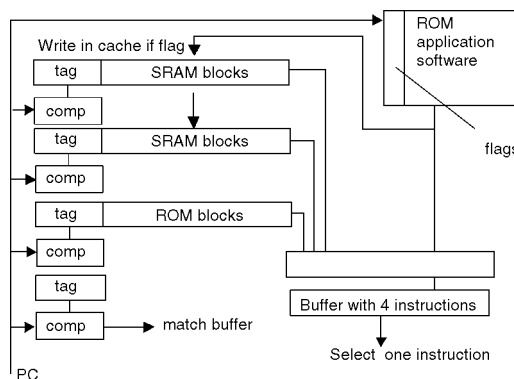 Write in cache if flag
ROM
application
software
tag
SRAM blocks
comp
flags
tag
SRAM blocks
comp
tag
ROM blocks
comp
tag
Buffer with 4 instructions
comp
match buffer
Select one instruction
PC